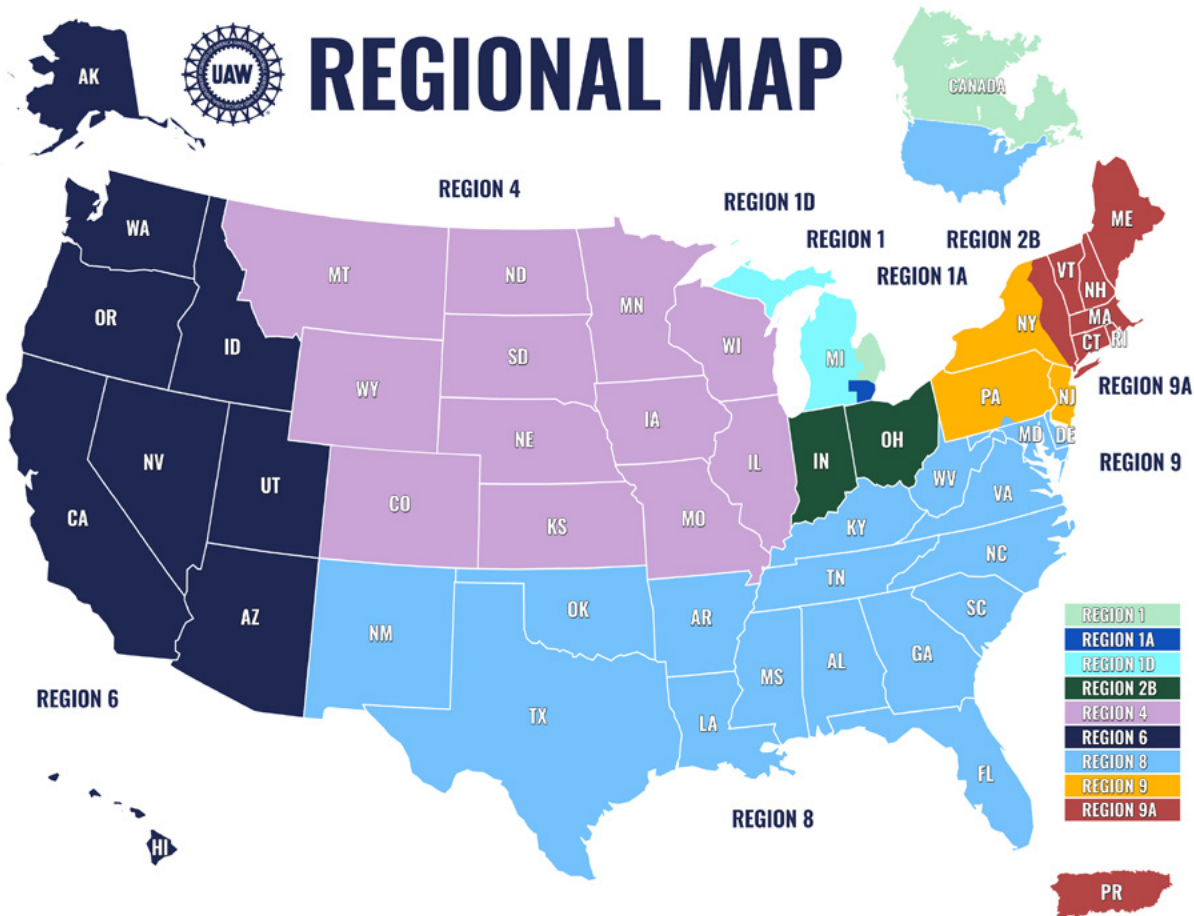 AK
UAW
REGIONAL MAP
CANADA
REGION 4
REGION 1D
REGION 1
REGION 2B
REGION 1A
WA
MT
ND
MN
OR
ID
SD
WI
MI
WY
NE
IA
IL
IN
OH
NV
UT
CO
KS
MO
CA
AZ
NM
OK
AR
TX
LA
MS
AL
GA
FL
TN
KY
WV
VA
NC
SC
MD
DE
PA
NJ
NY
VT
NH
ME
MA
CT
RI
REGION 9A
REGION 9
REGION 6
HI
REGION 8
REGION 1
REGION 1A
REGION 1D
REGION 2B
REGION 4
REGION 6
REGION 8
REGION 9
REGION 9A
PR